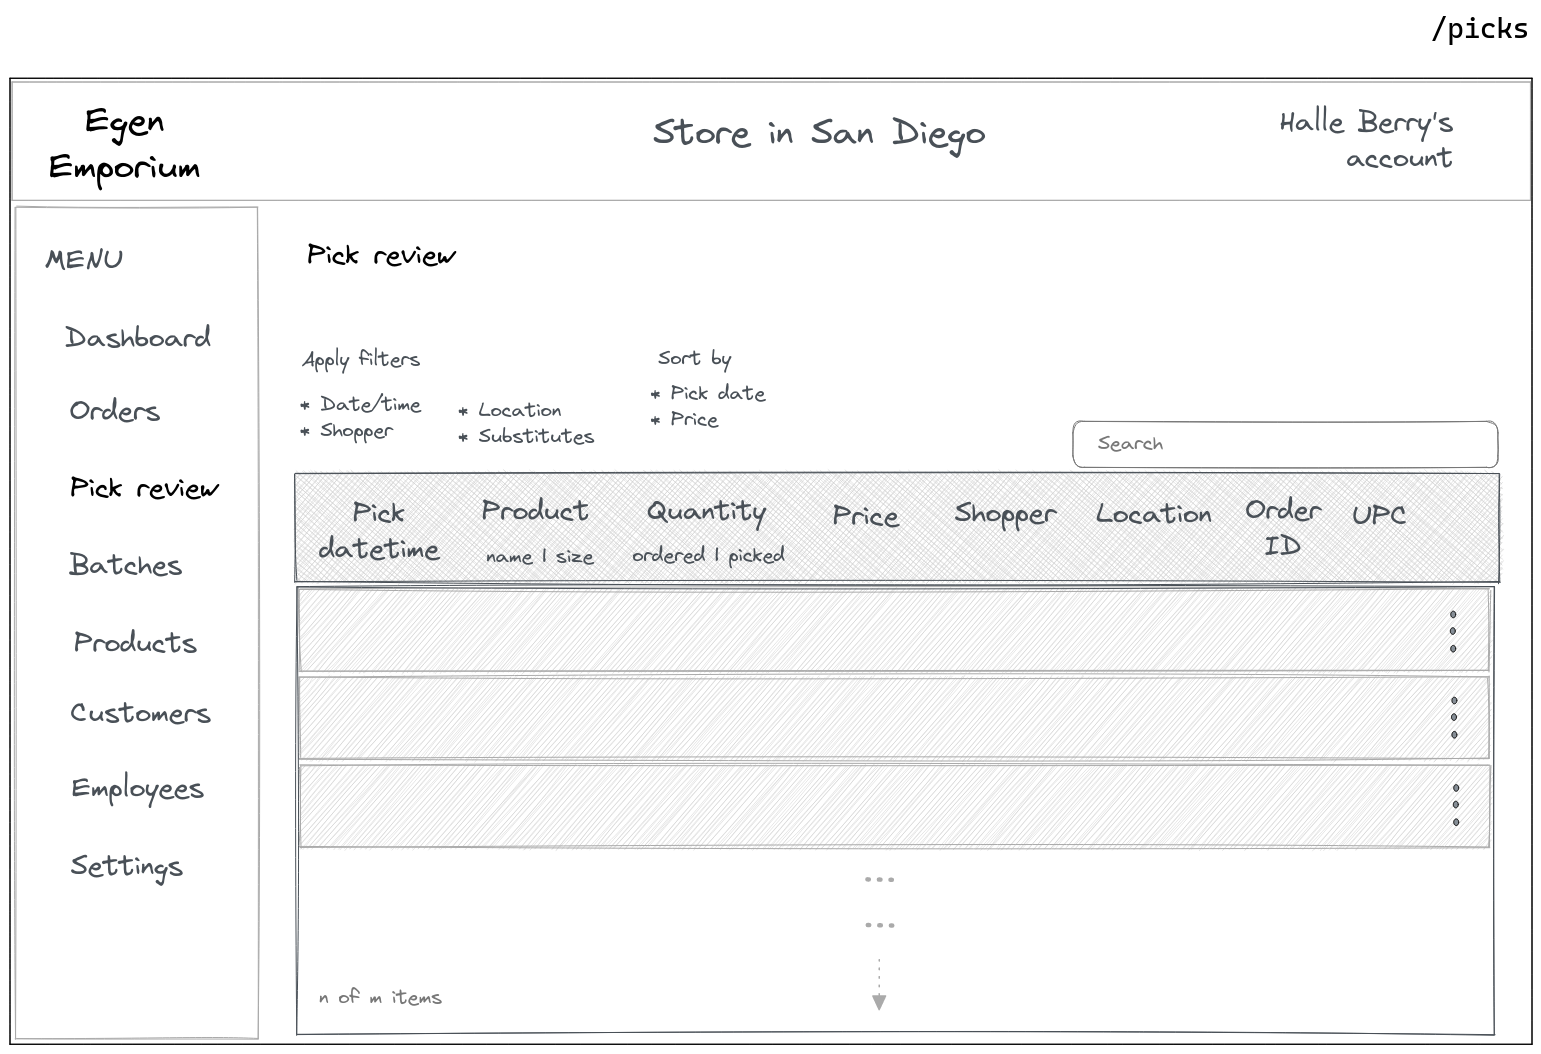 /picks
Egen
Emporium
Store in San Diego
Halle Berry's
account
MENU
Dashboard
Orders
Pick review
Batches
Products
Customers
Employees
Settings
Pick review
Apply filters
* Date/time
* Shopper
* Location
* Substitutes
Sort by
* Pick date
* Price
Search
Pick
datetime
Product
name | size
Quantity
ordered | picked
Price
Shopper
Location
Order
ID
UPC
n of m items